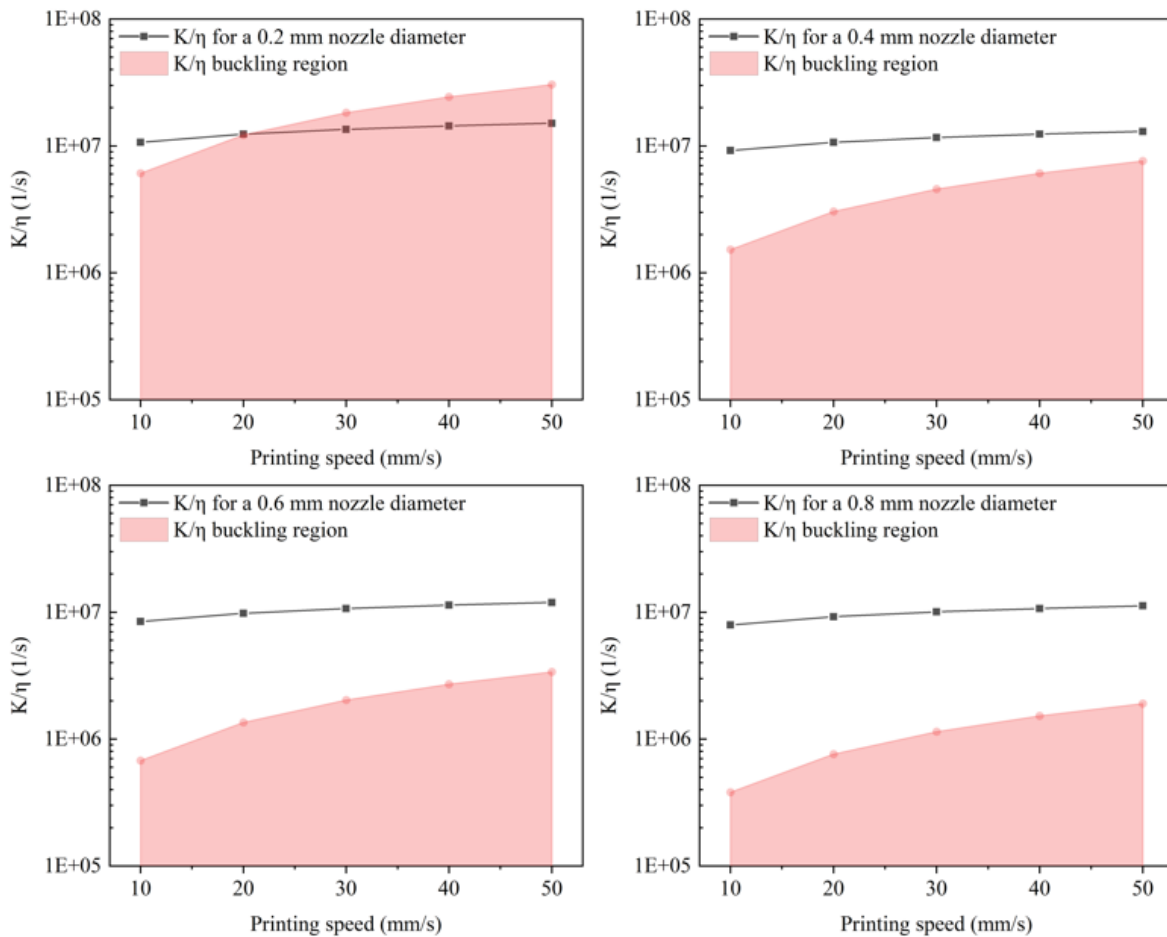 K/η for a 0.2 mm nozzle diameter
K/η buckling region
1E+08
1E+07
1E+06
1E+05
K/η (1/s)
10 20 30 40 50
Printing speed (mm/s)
K/η for a 0.4 mm nozzle diameter
K/η buckling region
1E+08
1E+07
1E+06
1E+05
K/η (1/s)
10 20 30 40 50
Printing speed (mm/s)
K/η for a 0.6 mm nozzle diameter
K/η buckling region
1E+08
1E+07
1E+06
1E+05
K/η (1/s)
10 20 30 40 50
Printing speed (mm/s)
K/η for a 0.8 mm nozzle diameter
K/η buckling region
1E+08
1E+07
1E+06
1E+05
K/η (1/s)
10 20 30 40 50
Printing speed (mm/s)